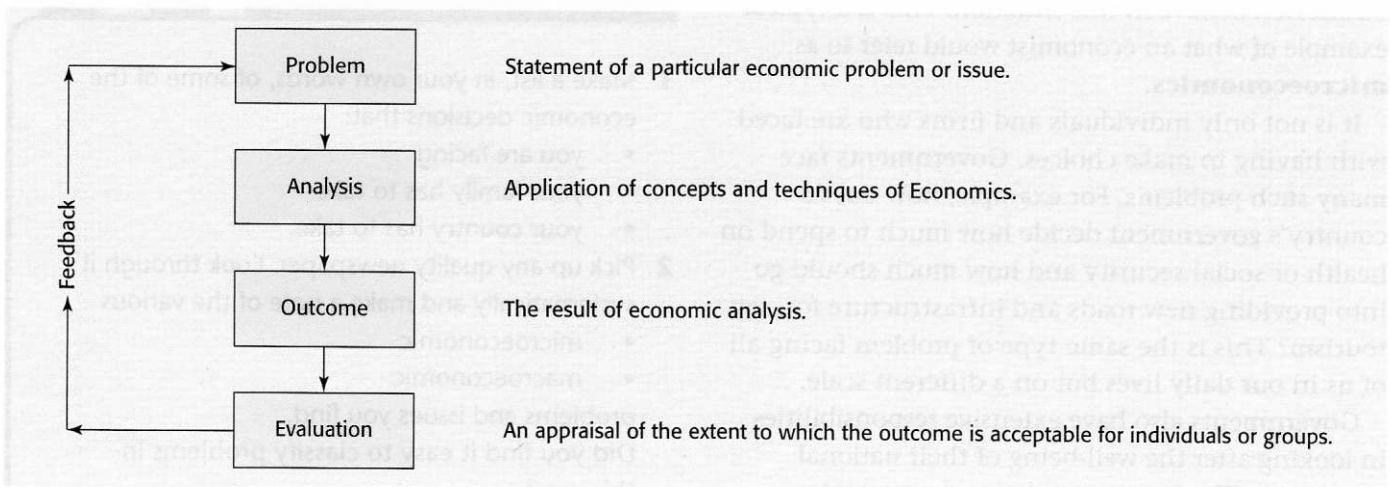 Problem
Statement of a particular economic problem or issue.
Analysis
Application of concepts and techniques of Economics.
Feedback
Outcome
The result of economic analysis.
Evaluation
An appraisal of the extent to which the outcome is acceptable for individuals or groups.
example of what an economist would refer to as
microeconomics.
It is not only individuals and firms who are faced
with having to make choices. Governments face
many such problems. For example,
country's government decide how much to spend on
health or social security and how much should go
into providing new roads and infrastructure for
tourism? This is the same type of problem facing all
of us in our daily lives but on a different scale.
Governments also have extensive responsibilities
in looking after the well-being of their national
1 Make a list, in your own words, of some of the
economic decisions that:
• you are facing
• your family has to take
• your country has to take.
2 Pick up any quality newspaper. Look through it
and make a note of the various
• microeconomic
• macroeconomic
problems and issues you find.
Did you find it easy to classify problems in